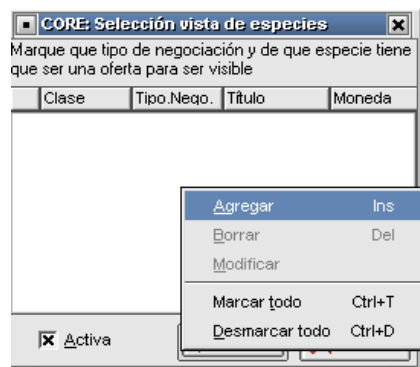 CORE: Selección vista de especies
Marque que tipo de negociación y de que especie tiene
que ser una oferta para ser visible
Clase Tipo.Nego. Título Moneda
Agregar Ins
Borrar Del
Modificar
Marcar todo Ctrl+T
Desmarcar todo Ctrl+D
Activa